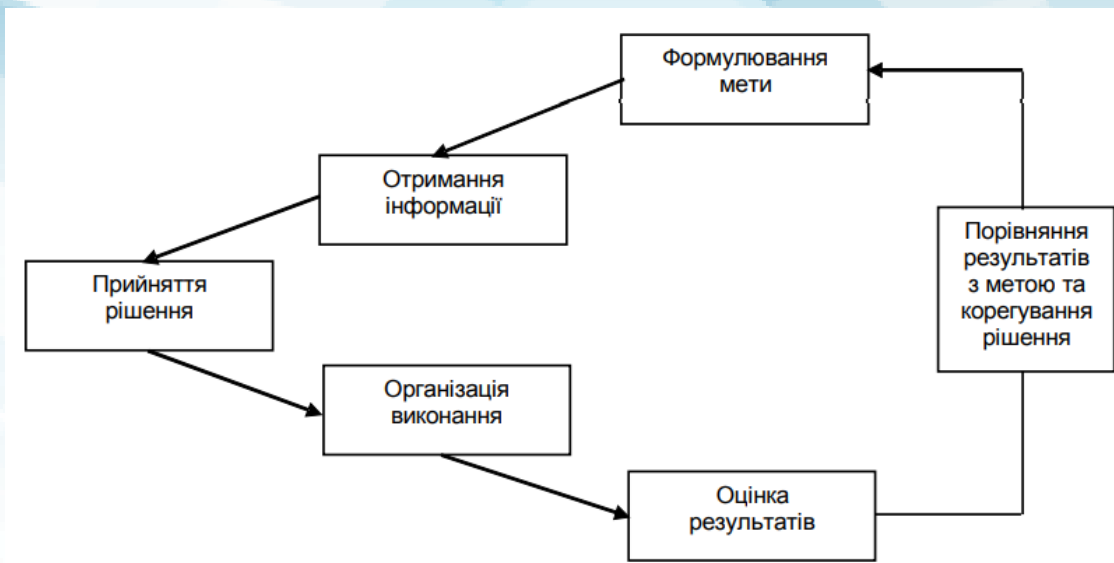 Формулювання
мети
Отримання
інформації
Прийняття
рішення
Організація
виконання
Оцінка
результатів
Порівняння
результатів
з метою та
корегування
рішення